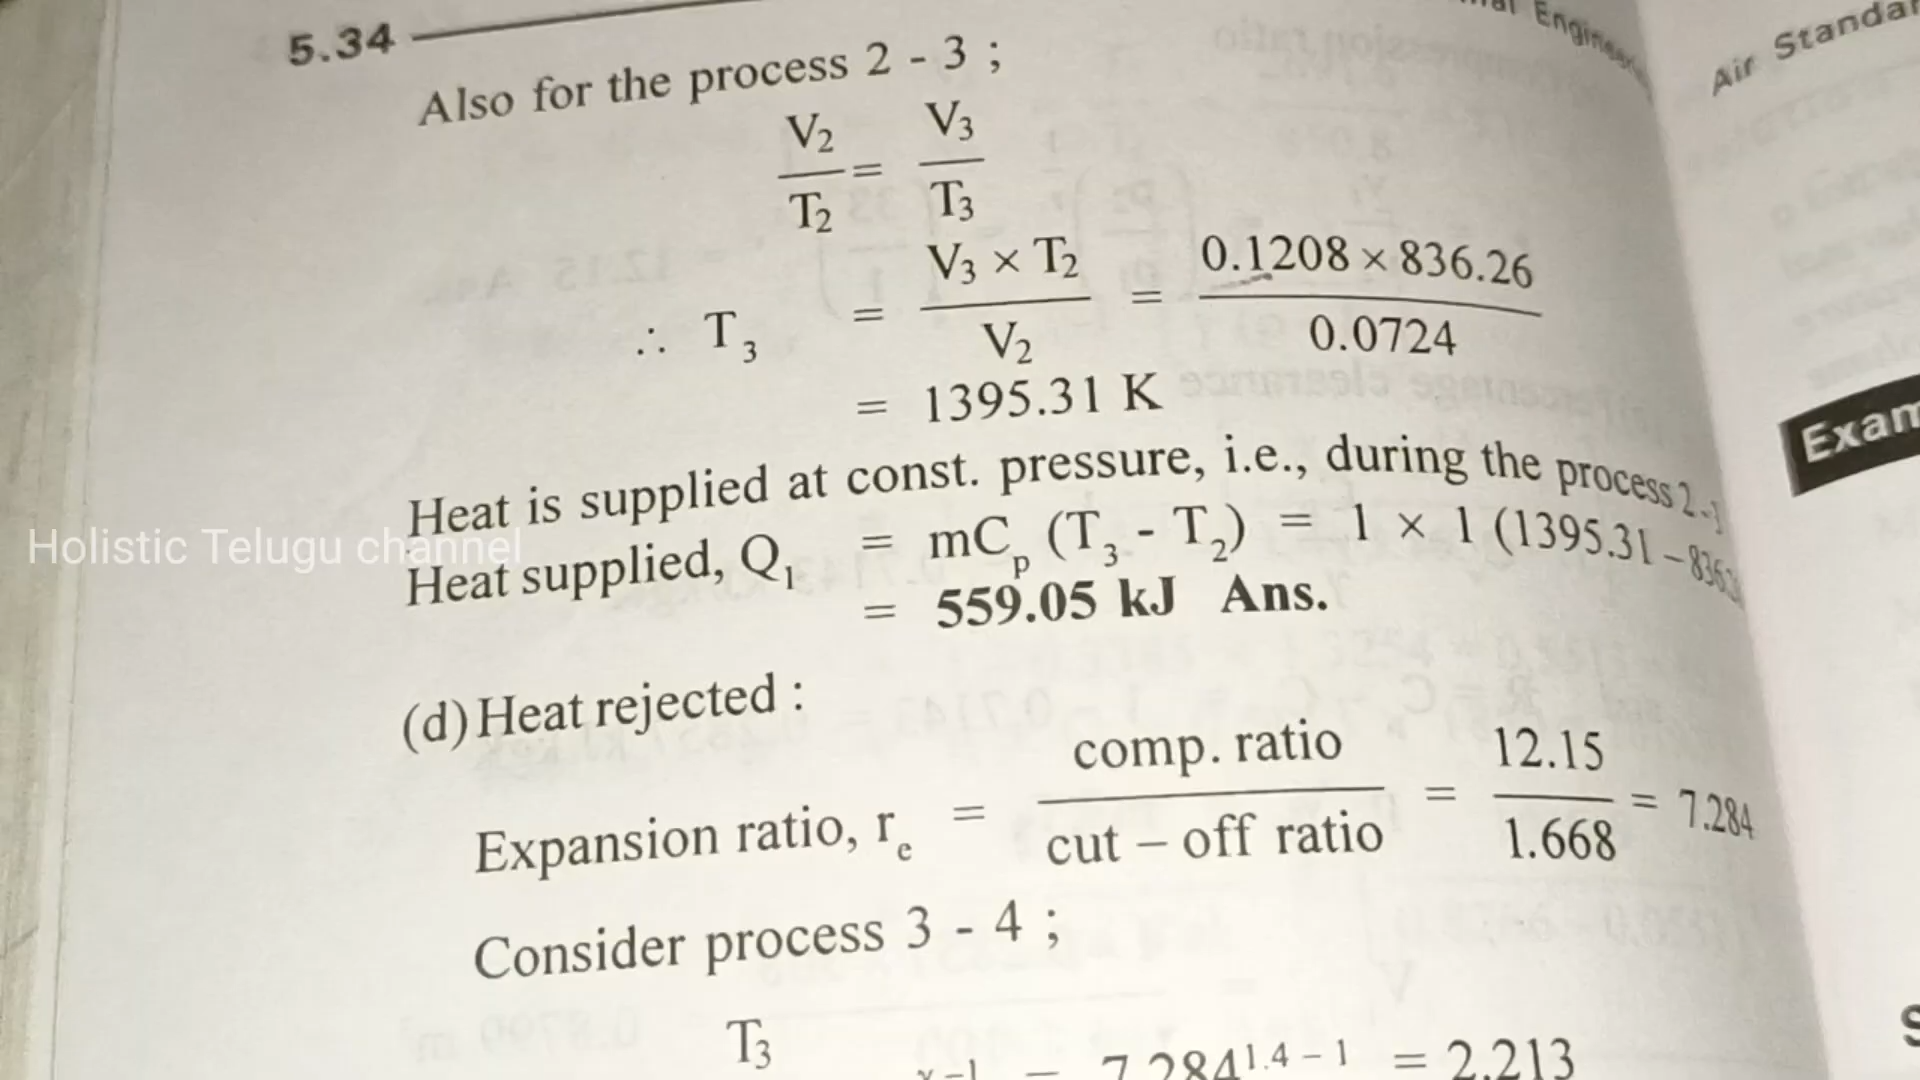 5.34
Also for the process 2 - 3 ;
V2 / T2 = V3 / T3
∴ T3 = V3 × T2 / V2 = 0.1208 × 836.26 / 0.0724
= 1395.31 K
Heat is supplied at const. pressure, i.e., during the process 2 -
Heat supplied, Q1 = mCp (T3 - T2) = 1 × 1 (1395.31 –
= 559.05 kJ Ans.
(d) Heat rejected :
Expansion ratio, re = comp. ratio / cut – off ratio = 12.15 / 1.668 = 7.284
Consider process 3 - 4 ;
T3
= 7.284^1.4 – 1 = 2.213
Air Standar
Exam
Holistic Telugu channel